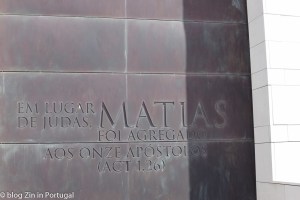 EM LUGAR
DE JUDAS
MATIAS
FOI AGREGADO
AOS ONZE APÓSTOLOS
(ACT 1,26)
© blog Zin in Portugal